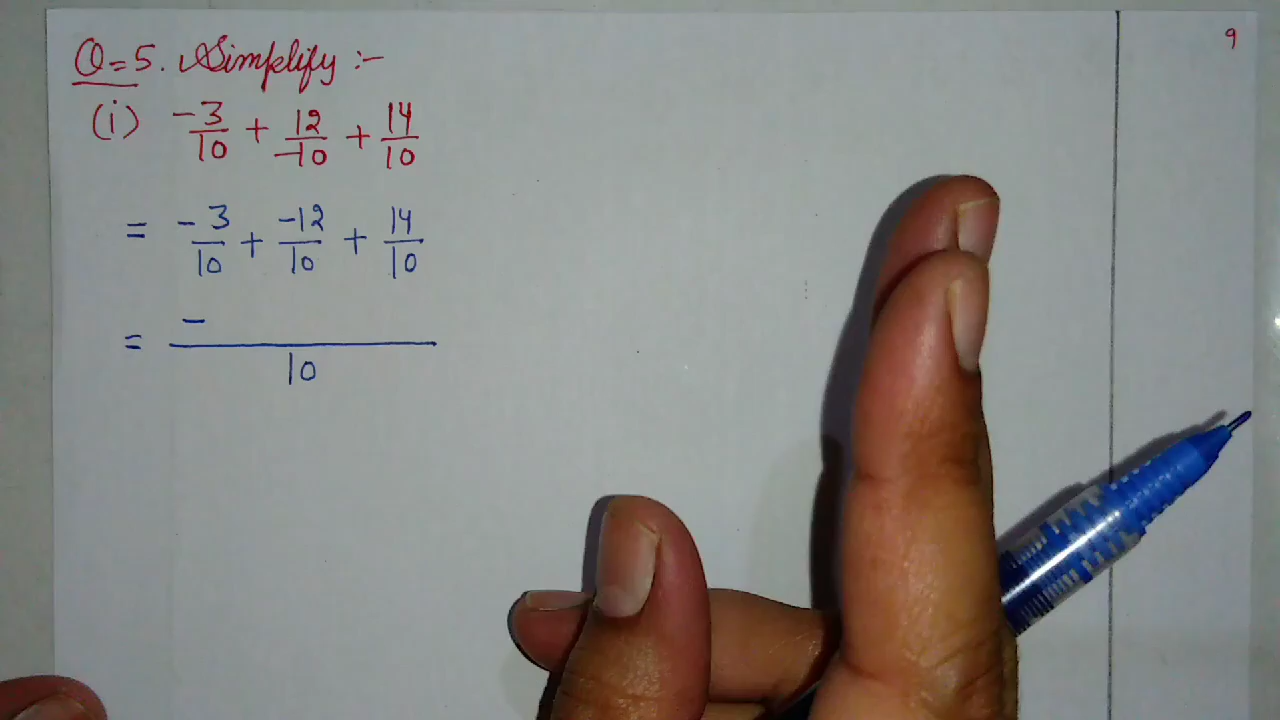 9
Q=5. Simplify :-
(i) -3/10 + 12/-10 + 14/10
= -3/10 + -12/10 + 14/10
= -/10